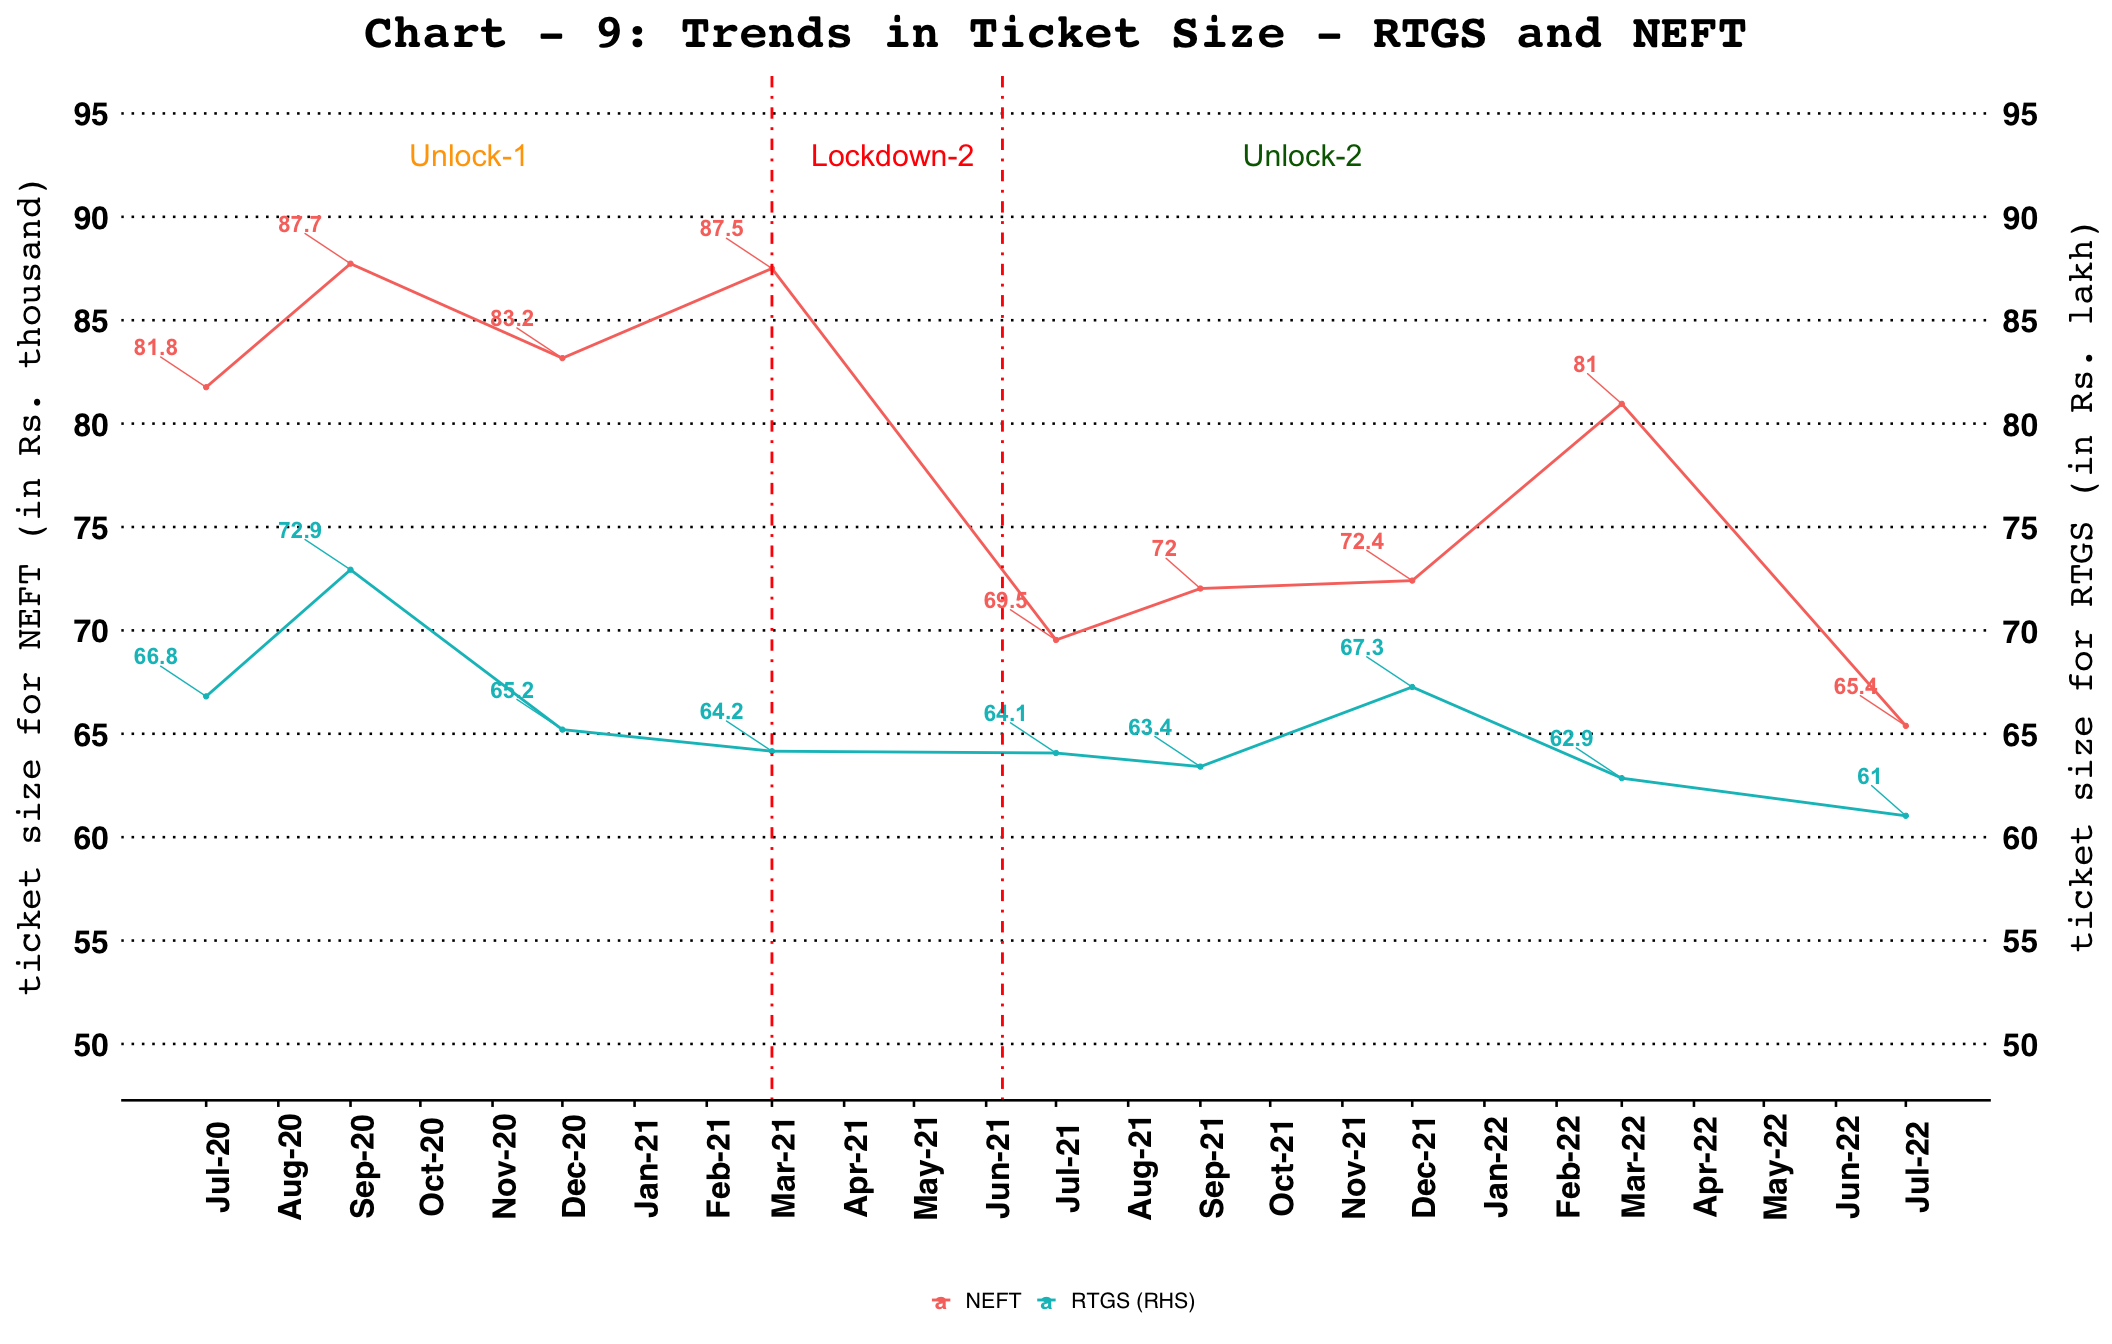 Chart - 9: Trends in Ticket Size - RTGS and NEFT
ticket size for NEFT (in Rs. thousand)
95
90
85
80
75
70
65
60
55
50
Unlock-1
Lockdown-2
Unlock-2
81.8
87.7
83.2
87.5
69.5
72
72.4
81
65.4
66.8
72.9
65.2
64.2
64.1
63.4
67.3
62.9
61
95
90
85
80
75
70
65
60
55
50
ticket size for RTGS (in Rs. lakh)
Jul-20
Aug-20
Sep-20
Oct-20
Nov-20
Dec-20
Jan-21
Feb-21
Mar-21
Apr-21
May-21
Jun-21
Jul-21
Aug-21
Sep-21
Oct-21
Nov-21
Dec-21
Jan-22
Feb-22
Mar-22
Apr-22
May-22
Jun-22
Jul-22
a NEFT a RTGS (RHS)